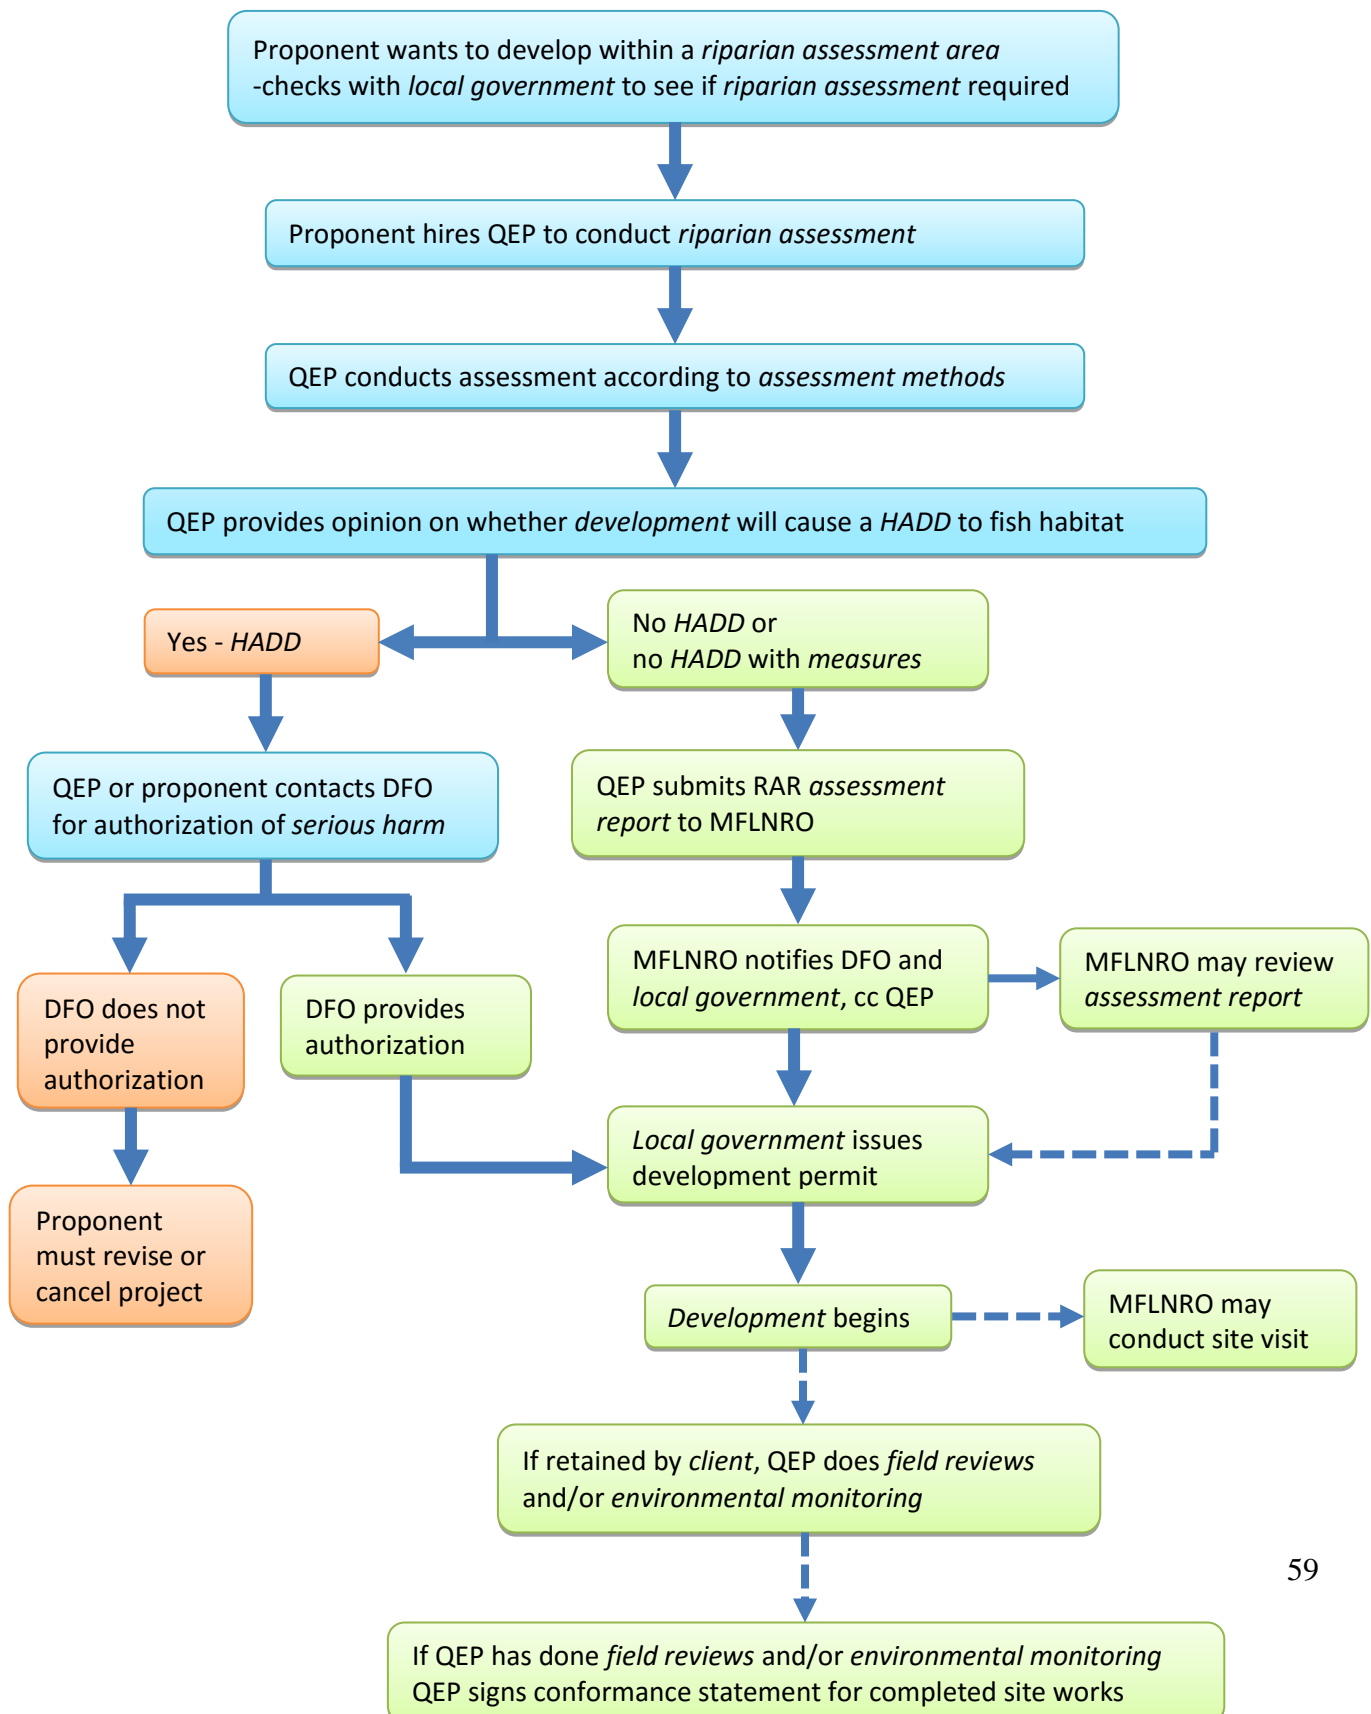 Proponent wants to develop within a riparian assessment area
-checks with local government to see if riparian assessment required
Proponent hires QEP to conduct riparian assessment
QEP conducts assessment according to assessment methods
QEP provides opinion on whether development will cause a HADD to fish habitat
Yes - HADD
No HADD or
no HADD with measures
QEP or proponent contacts DFO
for authorization of serious harm
QEP submits RAR assessment
report to MFLNRO
DFO does not
provide
authorization
DFO provides
authorization
MFLNRO notifies DFO and
local government, cc QEP
MFLNRO may review
assessment report
Local government issues
development permit
Proponent
must revise or
cancel project
Development begins
MFLNRO may
conduct site visit
If retained by client, QEP does field reviews
and/or environmental monitoring
59
If QEP has done field reviews and/or environmental monitoring
QEP signs conformance statement for completed site works